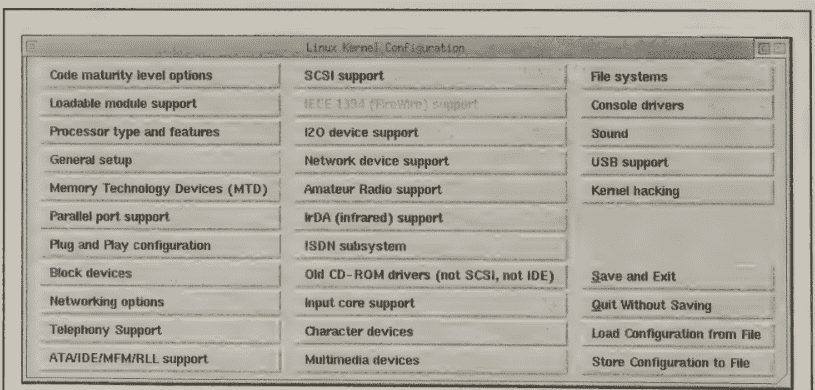 Linux Kernel Configuration
Code maturity level options
Loadable module support
Processor type and features
General setup
Memory Technology Devices (MTD)
Parallel port support
Plug and Play configuration
Block devices
Networking options
Telephony Support
ATA/IDE/MFM/RLL support
SCSI support
IEEE 1394 (FireWire) support
I2O device support
Network device support
Amateur Radio support
IrDA (infrared) support
ISDN subsystem
Old CD-ROM drivers (not SCSI, not IDE)
Input core support
Character devices
Multimedia devices
File systems
Console drivers
Sound
USB support
Kernel hacking
Save and Exit
Quit Without Saving
Load Configuration from File
Store Configuration to File